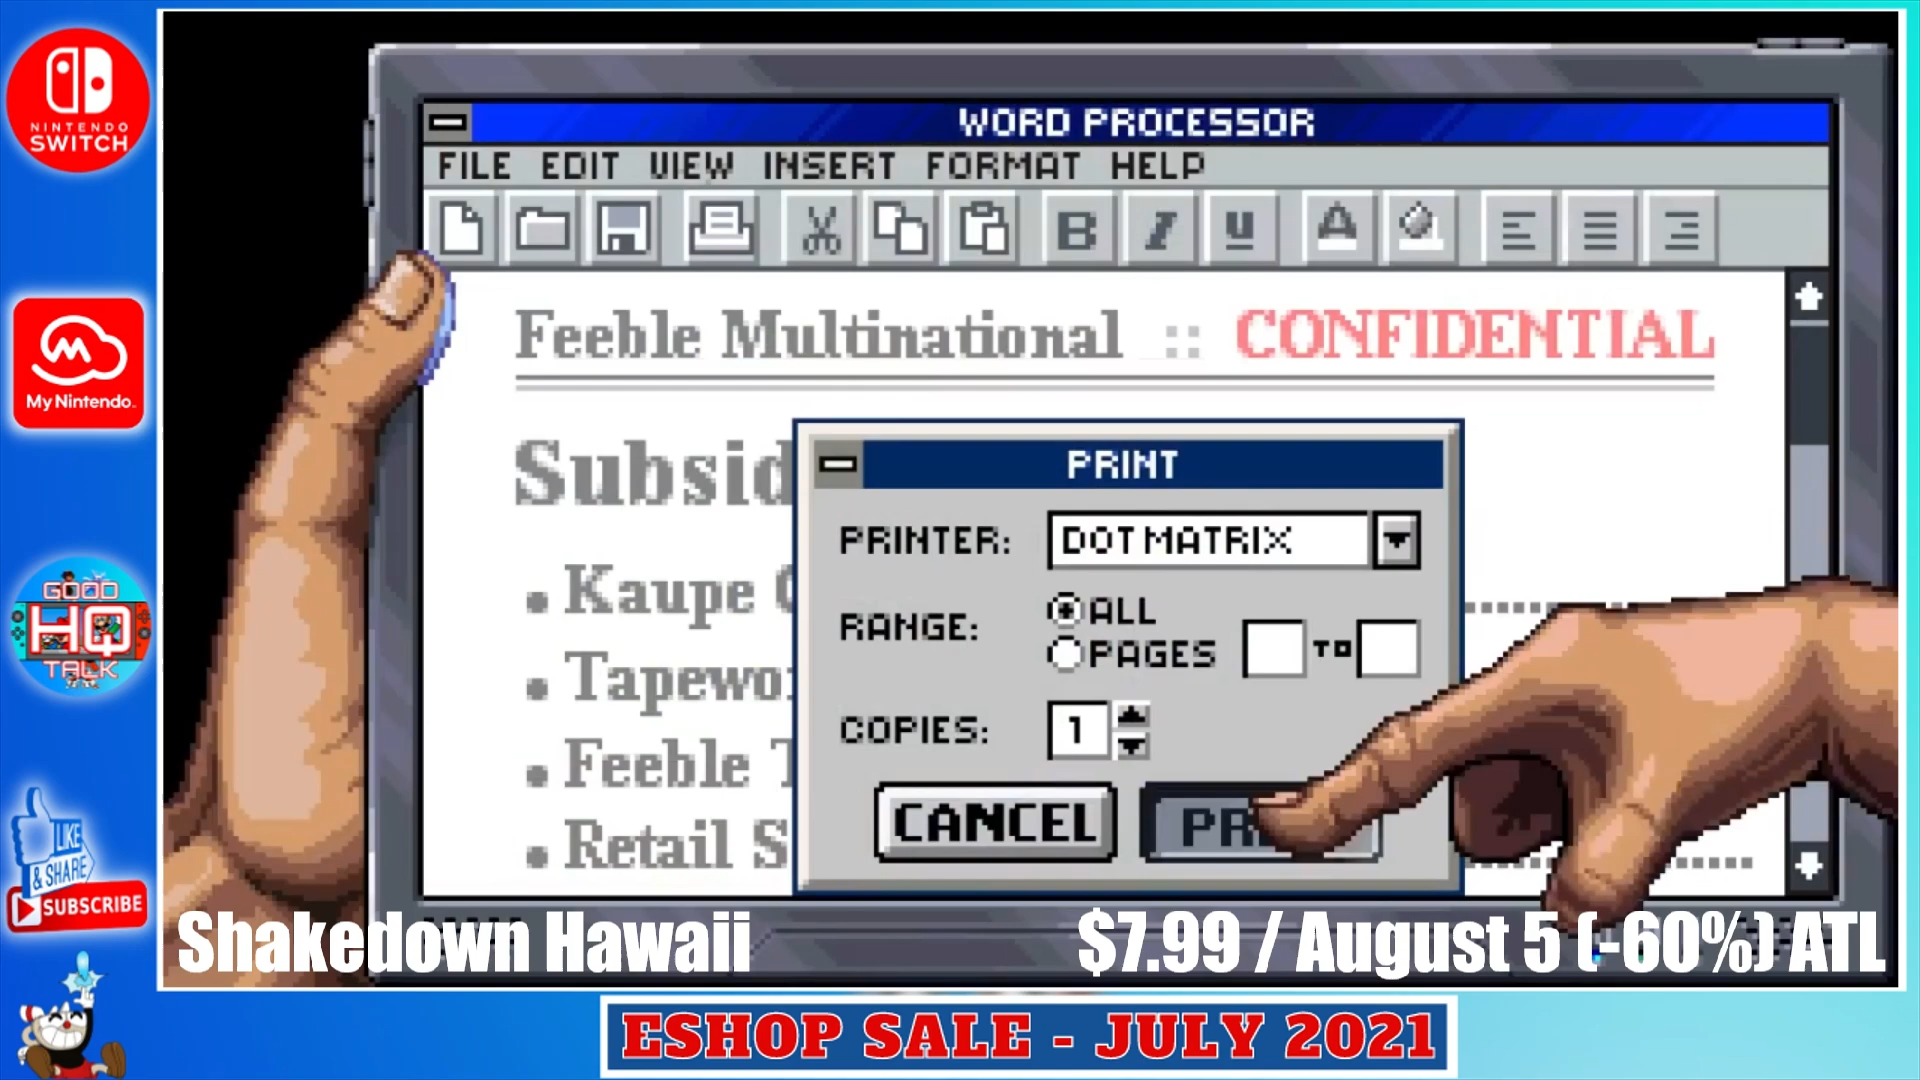 NINTENDO
SWITCH
My Nintendo
GOOD
HQ
TALK
LIKE
& SHARE
SUBSCRIBE
WORD PROCESSOR
FILE EDIT VIEW INSERT FORMAT HELP
B I U A
Feeble Multinational :: CONFIDENTIAL
Subsid
• Kaupe
• Tapewo
• Feeble
• Retail S
PRINT
PRINTER: DOT MATRIX
RANGE: ALL
PAGES TO
COPIES: 1
CANCEL PR
Shakedown Hawaii $7.99 / August 5 (-60%) ATL
ESHOP SALE - JULY 2021